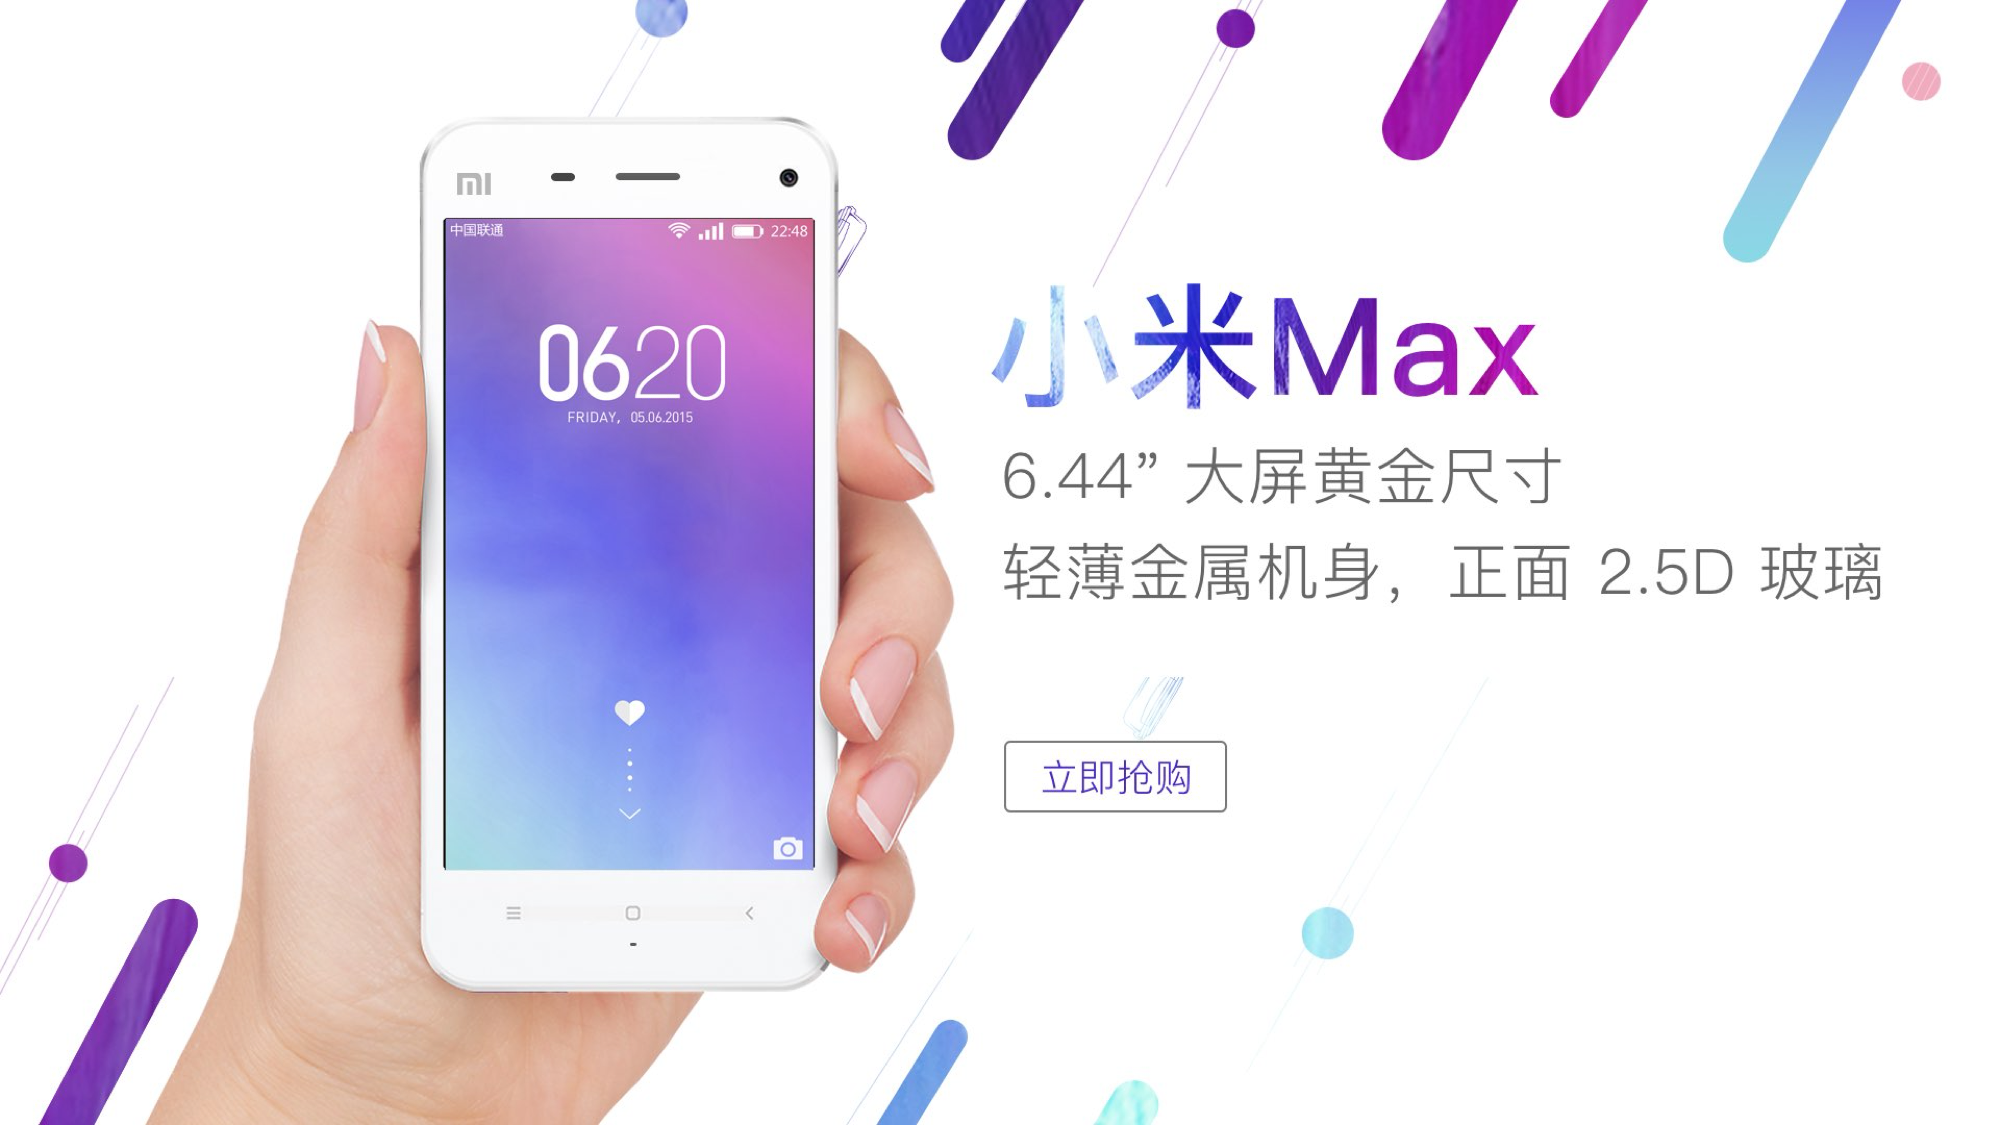 MI
中国联通 22:48
0620
FRIDAY, 05.06.2015
小米Max
6.44” 大屏黄金尺寸
轻薄金属机身，正面 2.5D 玻璃
立即抢购